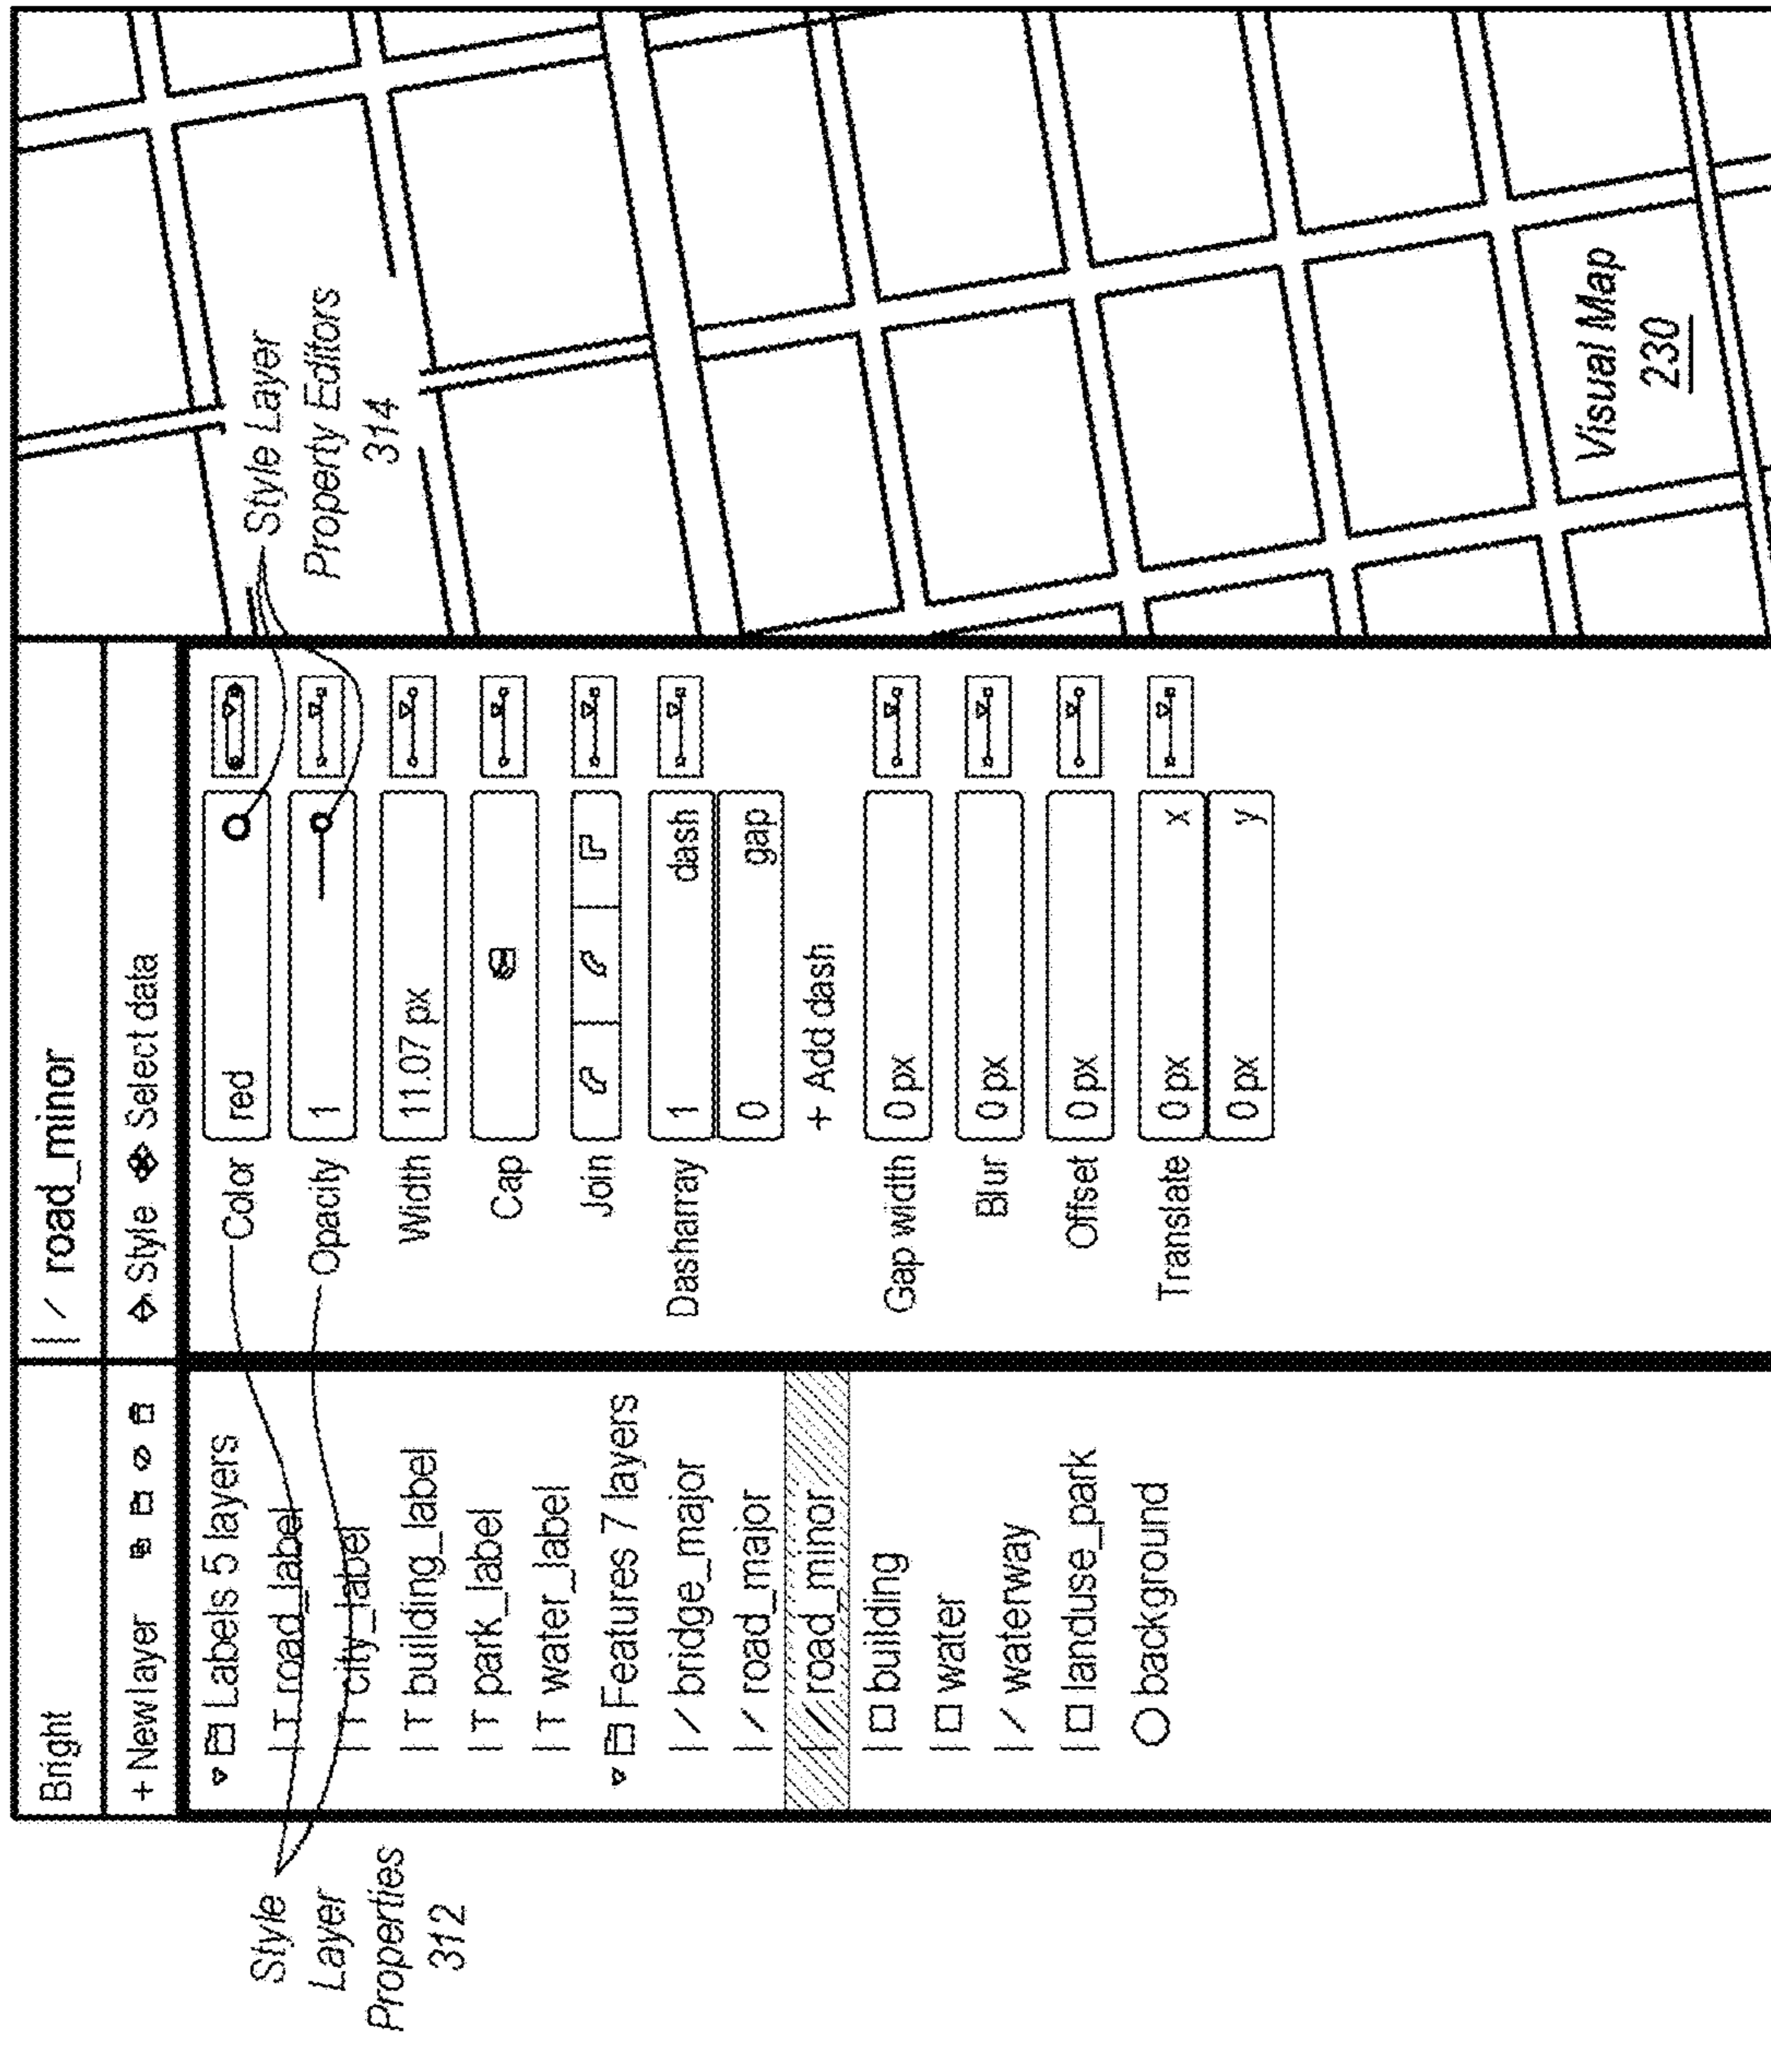 Bright
+ New layer
Labels 5 layers
T road_label
T city_label
T building_label
T park_label
T water_label
Features 7 layers
bridge_major
road_major
road_minor
building
water
waterway
landuse_park
background
road_minor
Style Select data
Color red
Opacity 1
Width 11.07 px
Cap
Join
Dasharray 1 dash
0 gap
+ Add dash
Gap width 0 px
Blur 0 px
Offset 0 px
Translate 0 px x
0 px y
Style
Layer
Properties
312
Style Layer
Property Editors
314
Visual Map
230